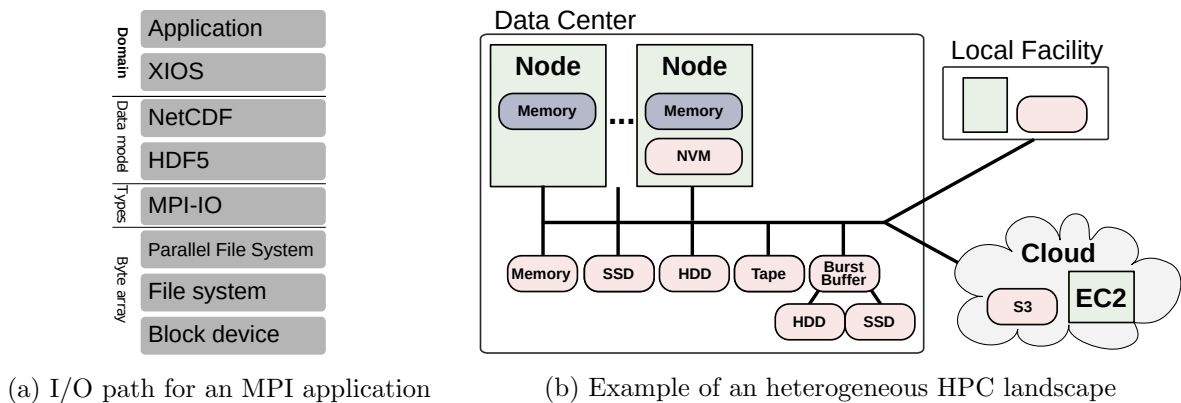 Domain
Application
XIOS
Data model
NetCDF
HDF5
Types
MPI-IO
Byte array
Parallel File System
File system
Block device
(a) I/O path for an MPI application
Data Center
Node
Memory
...
Node
Memory
NVM
Memory
SSD
HDD
Tape
Burst
Buffer
HDD
SSD
Local Facility
Cloud
S3
EC2
(b) Example of an heterogeneous HPC landscape